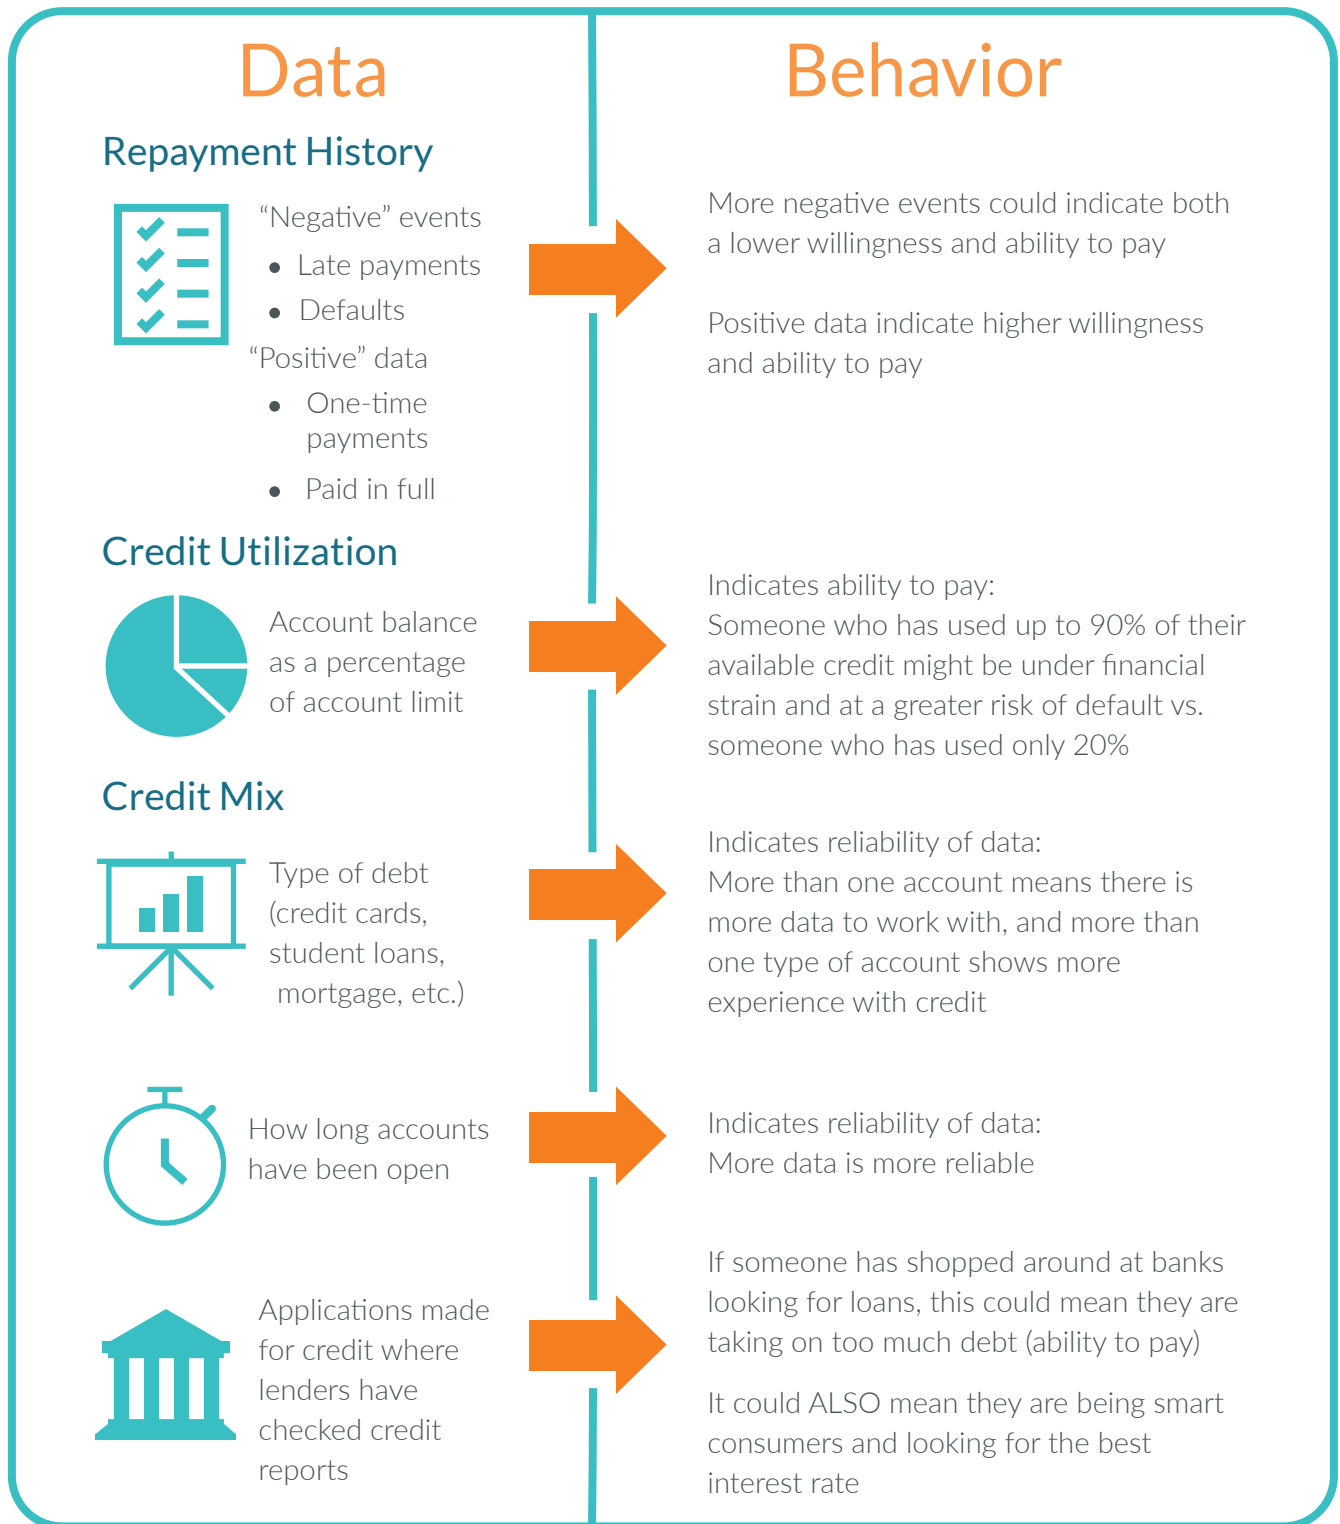 Data
Behavior
Repayment History
“Negative” events
• Late payments
• Defaults
“Positive” data
• One-time
payments
• Paid in full
More negative events could indicate both
a lower willingness and ability to pay
Positive data indicate higher willingness
and ability to pay
Credit Utilization
Account balance
as a percentage
of account limit
Indicates ability to pay:
Someone who has used up to 90% of their
available credit might be under financial
strain and at a greater risk of default vs.
someone who has used only 20%
Credit Mix
Type of debt
(credit cards,
student loans,
mortgage, etc.)
Indicates reliability of data:
More than one account means there is
more data to work with, and more than
one type of account shows more
experience with credit
How long accounts
have been open
Indicates reliability of data:
More data is more reliable
Applications made
for credit where
lenders have
checked credit
reports
If someone has shopped around at banks
looking for loans, this could mean they are
taking on too much debt (ability to pay)
It could ALSO mean they are being smart
consumers and looking for the best
interest rate